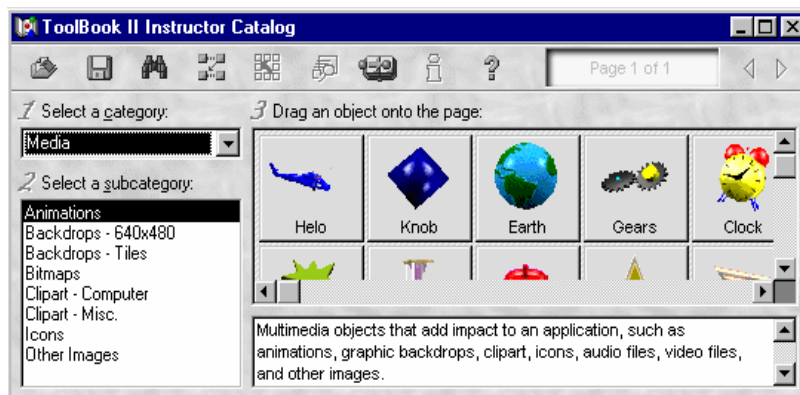 ToolBook II Instructor Catalog
Page 1 of 1
1 Select a category:
Media
2 Select a subcategory:
Animations
Backdrops - 640x480
Backdrops - Tiles
Bitmaps
Clipart - Computer
Clipart - Misc.
Icons
Other Images
3 Drag an object onto the page:
Helo
Knob
Earth
Gears
Clock
Multimedia objects that add impact to an application, such as
animations, graphic backdrops, clipart, icons, audio files, video files,
and other images.